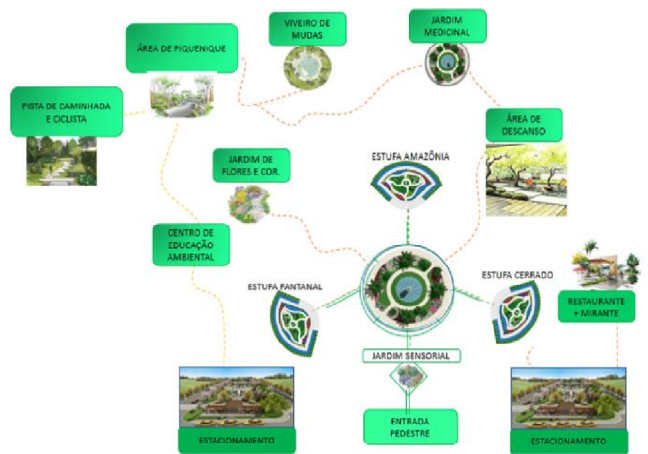 VIVEIRO DE
MUDAS
JARDIM
MEDICINAL
ÁREA DE PIQUENIQUE
PISTA DE CAMINHADA
E CICLISTA
ÁREA DE
DESCANSO
ESTUFA AMAZÔNIA
JARDIM DE
FLORES E COR.
CENTRO DE
EDUCAÇÃO
AMBIENTAL
ESTUFA CERRADO
ESTUFA PANTANAL
RESTAURANTE
+ MIRANTE
JARDIM SENSORIAL
ENTRADA
PEDESTRE
ESTACIONAMENTO
ESTACIONAMENTO